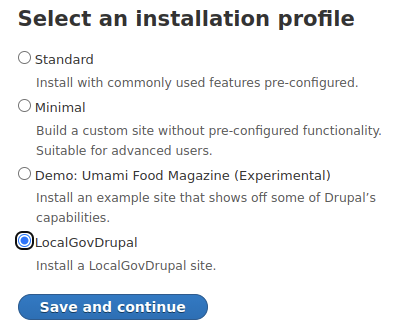 Select an installation profile
Standard
Install with commonly used features pre-configured.
Minimal
Build a custom site without pre-configured functionality.
Suitable for advanced users.
Demo: Umami Food Magazine (Experimental)
Install an example site that shows off some of Drupal’s
capabilities.
LocalGovDrupal
Install a LocalGovDrupal site.
Save and continue